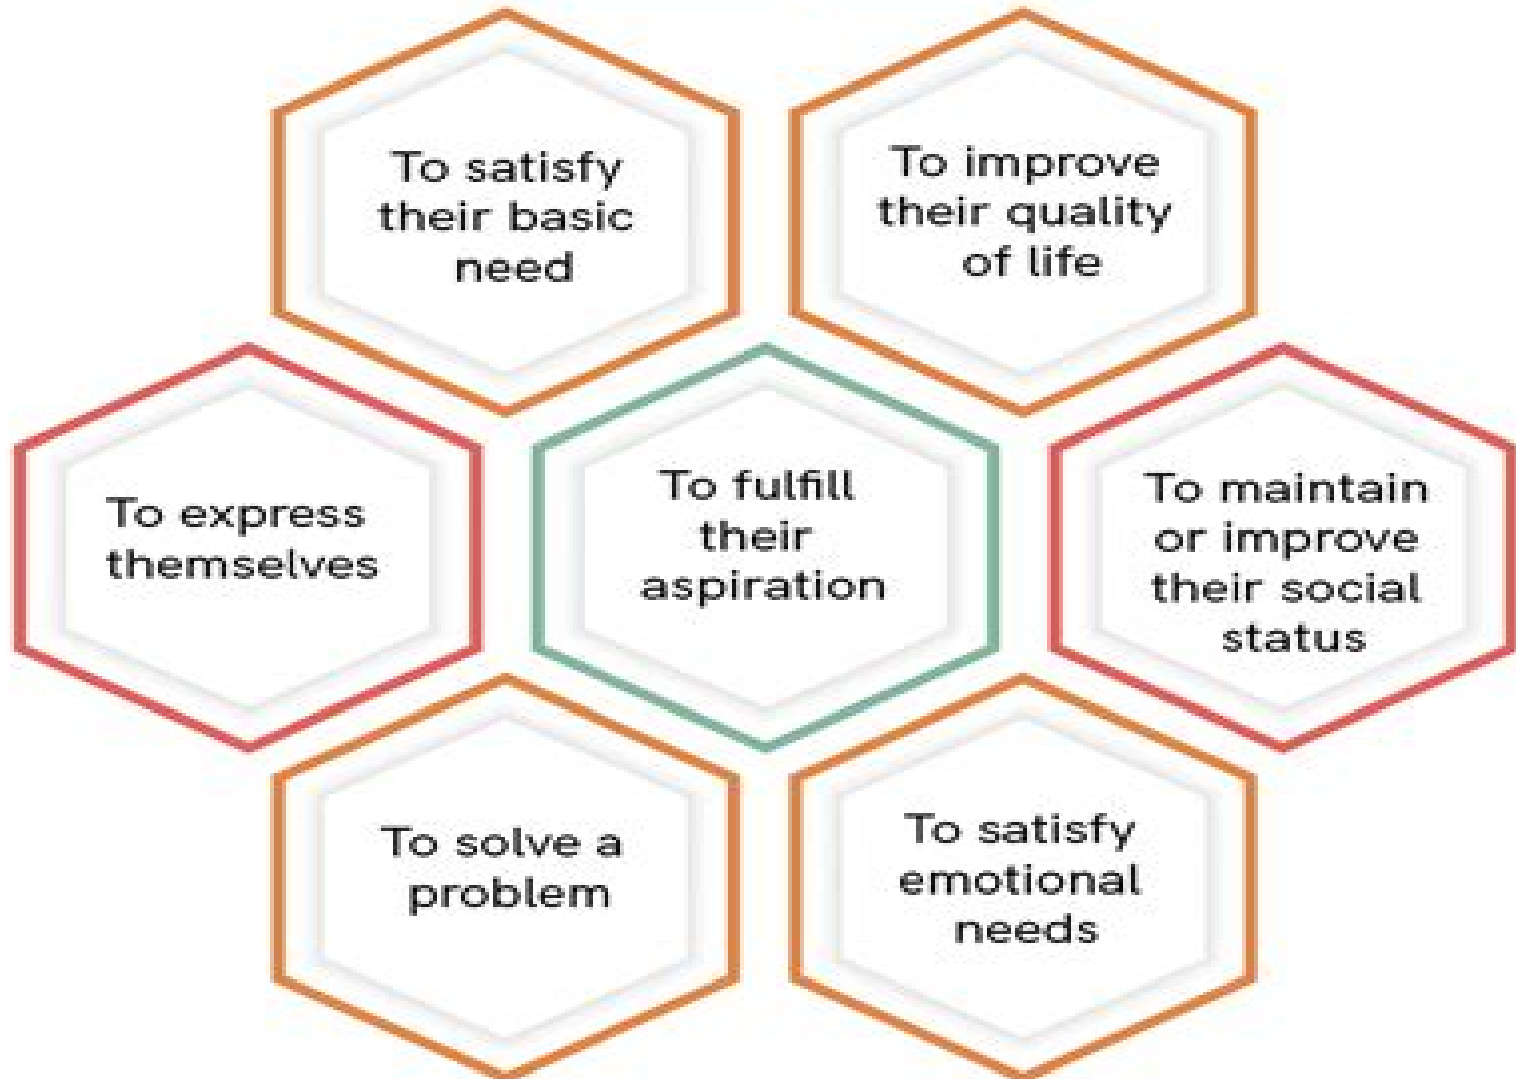 To satisfy
their basic
need
To improve
their quality
of life
To express
themselves
To fulfill
their
aspiration
To maintain
or improve
their social
status
To solve a
problem
To satisfy
emotional
needs